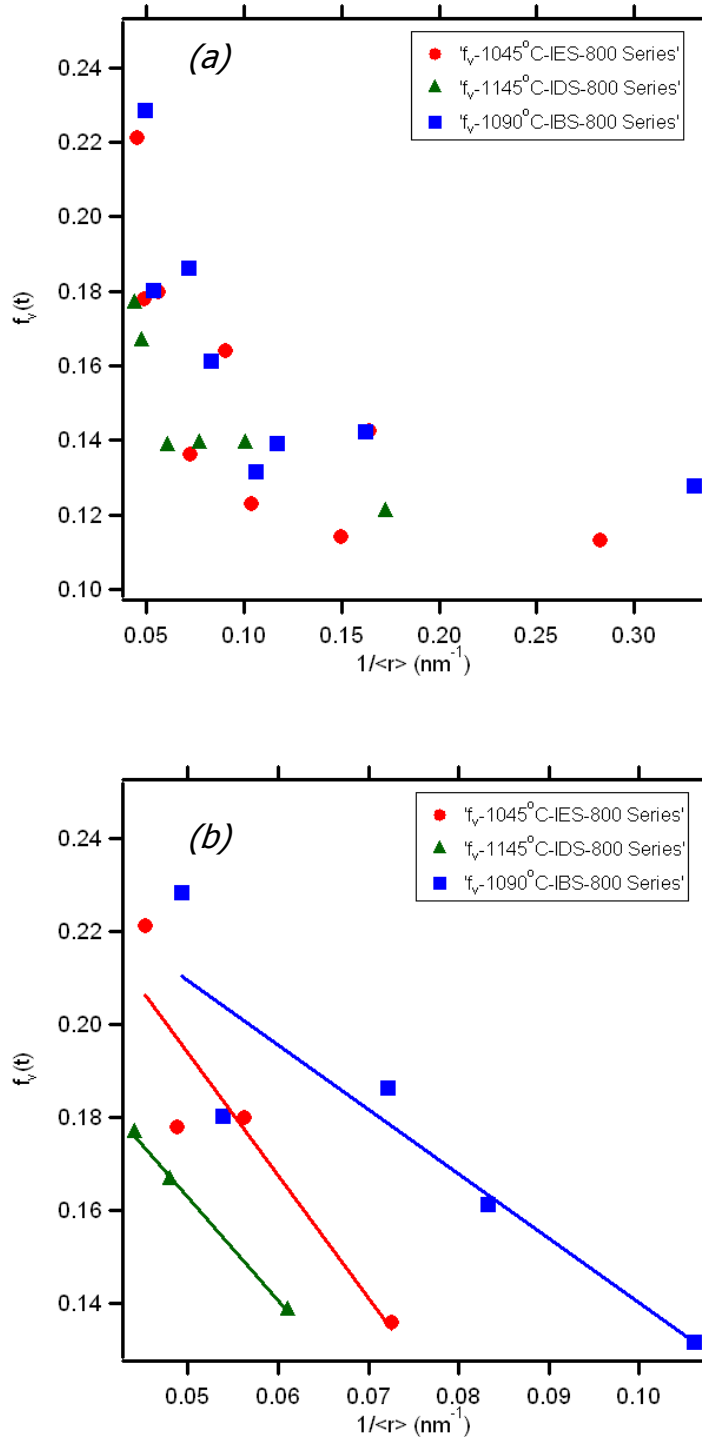 (a)
'fᵥ-1045°C-IES-800 Series'
'fᵥ-1145°C-IDS-800 Series'
'fᵥ-1090°C-IBS-800 Series'
0.24
0.22
0.20
0.18
0.16
0.14
0.12
0.10
fᵥ(t)
0.05 0.10 0.15 0.20 0.25 0.30
1/<r> (nm⁻¹)
(b)
'fᵥ-1045°C-IES-800 Series'
'fᵥ-1145°C-IDS-800 Series'
'fᵥ-1090°C-IBS-800 Series'
0.24
0.22
0.20
0.18
0.16
0.14
fᵥ(t)
0.05 0.06 0.07 0.08 0.09 0.10
1/<r> (nm⁻¹)